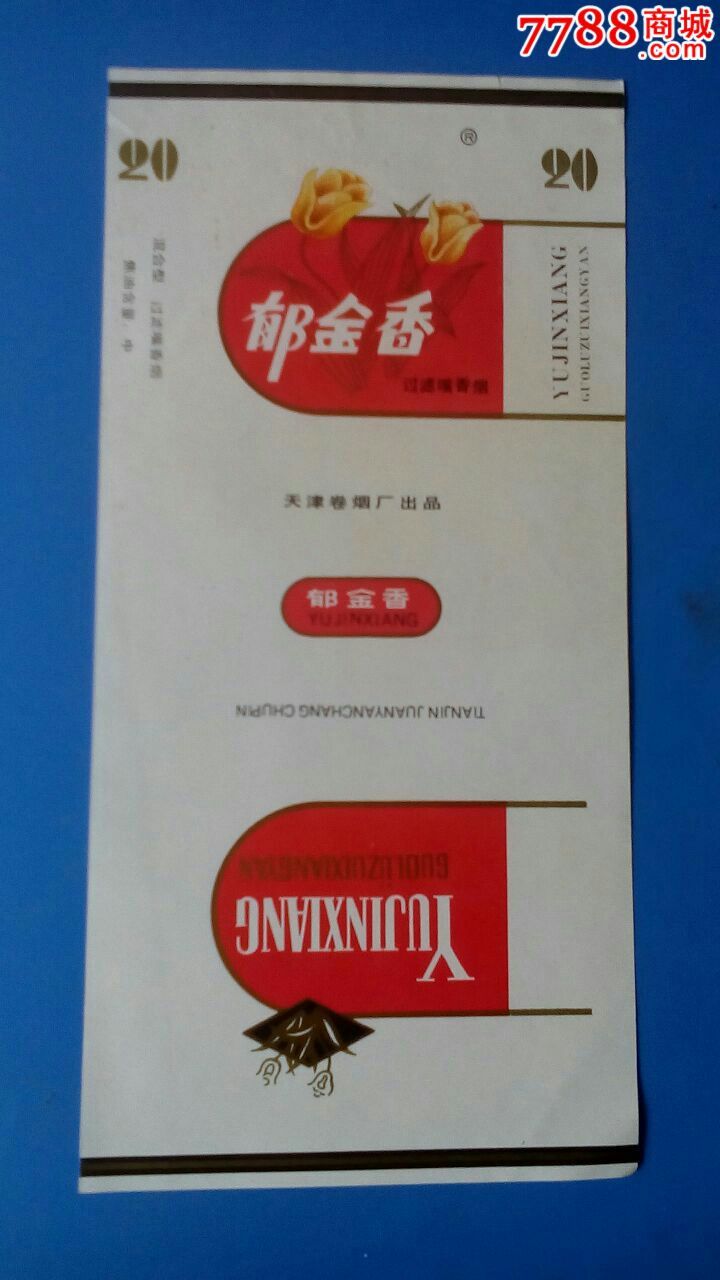 7788商城
.com
®
20
20
混合型 过滤嘴香烟
焦油含量:中
郁金香
过滤嘴香烟
YUJINXIANG
GUOLUZUIXIANGYAN
天津卷烟厂出品
郁金香
YUJINXIANG
TIANJIN JUANYANCHANG CHUPIN
YUJINXIANG
GUOLUZUIXIANGYAN